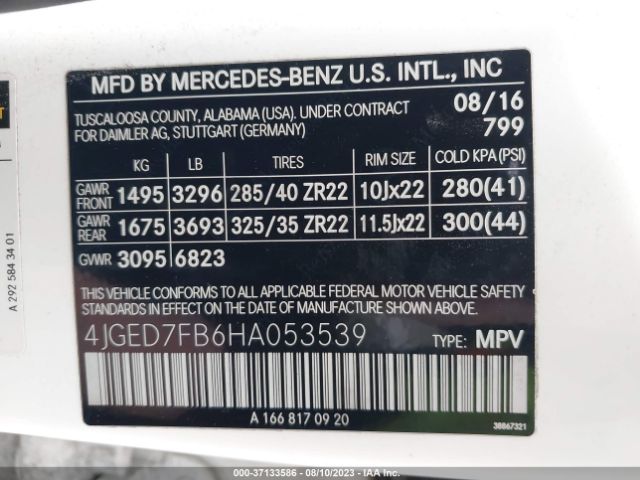 MFD BY MERCEDES-BENZ U.S. INTL., INC
TUSCALOOSA COUNTY, ALABAMA (USA). UNDER CONTRACT
FOR DAIMLER AG, STUTTGART (GERMANY)
08/16
799
KG LB TIRES RIM SIZE COLD KPA (PSI)
GAWR FRONT 1495 3296 285/40 ZR22 10Jx22 280(41)
GAWR REAR 1675 3693 325/35 ZR22 11.5Jx22 300(44)
GVWR 3095 6823
THIS VEHICLE CONFORMS TO ALL APPLICABLE FEDERAL MOTOR VEHICLE
SAFETY STANDARDS IN EFFECT ON THE DATE OF MANUFACTURE SHOWN ABOVE.
4JGED7FB6HA053539 TYPE: MPV
A 166 817 09 20
38867321
A 292 584 34 01
000-37133586 - 08/10/2023 - IAA Inc.